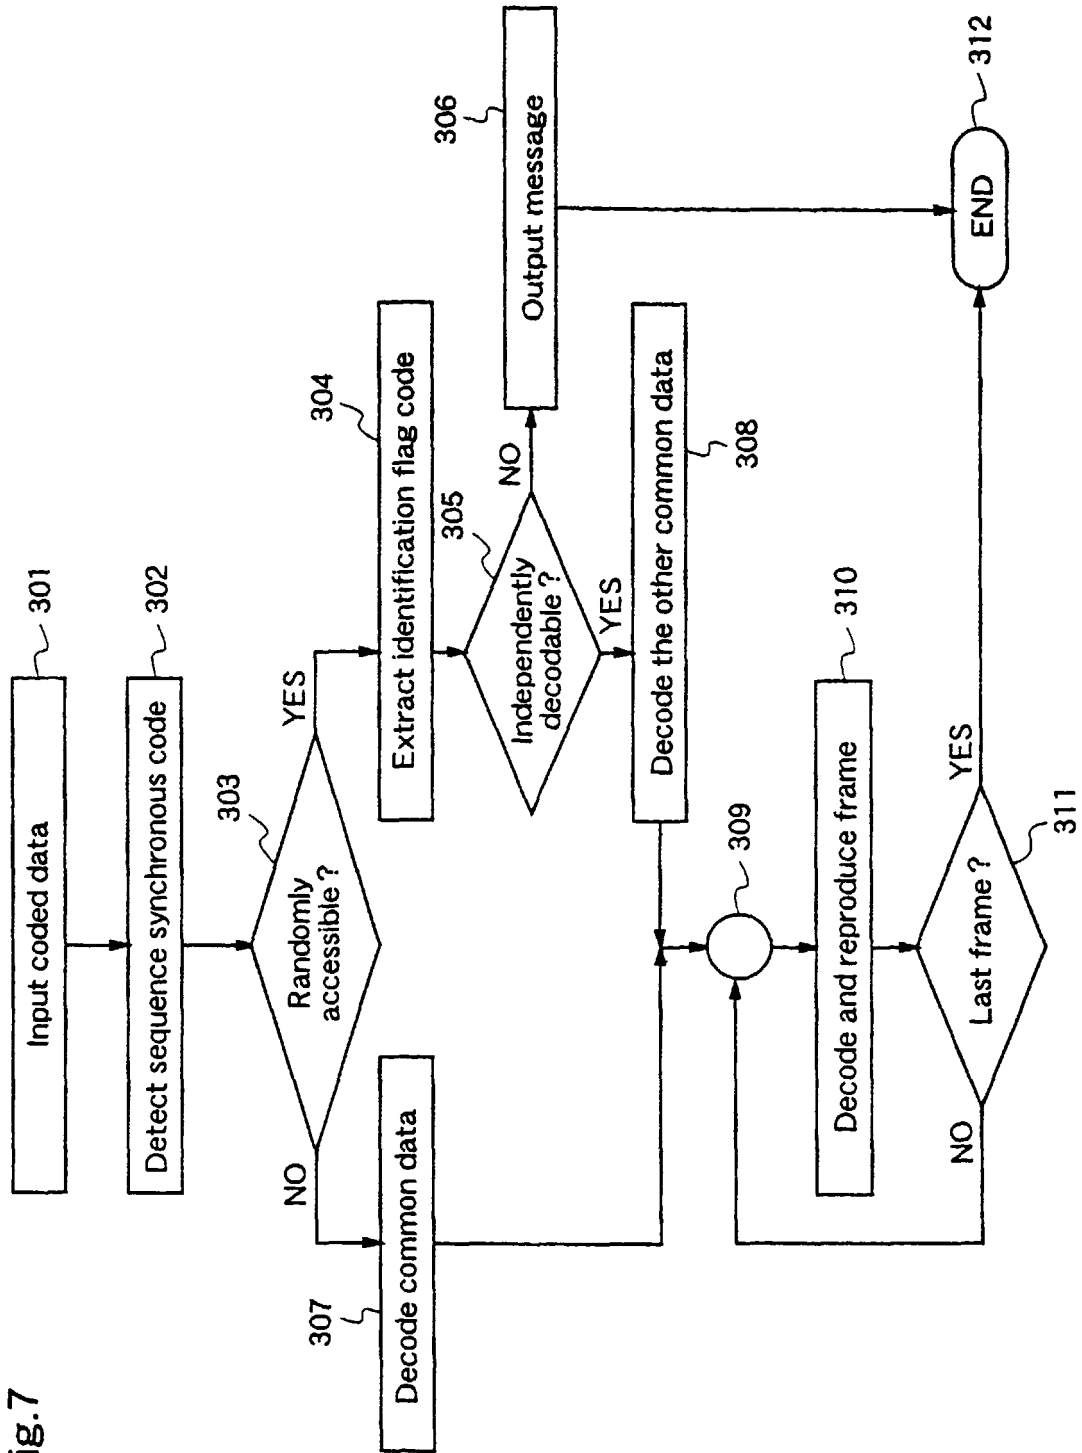 ig.7
Input coded data
301
Detect sequence synchronous code
302
303
Randomly
accessible ?
NO
YES
307
Decode common data
304
Extract identification flag code
305
Independently
decodable ?
NO
YES
306
Output message
Decode the other common data
308
309
Decode and reproduce frame
310
Last frame ?
311
NO
YES
END
312